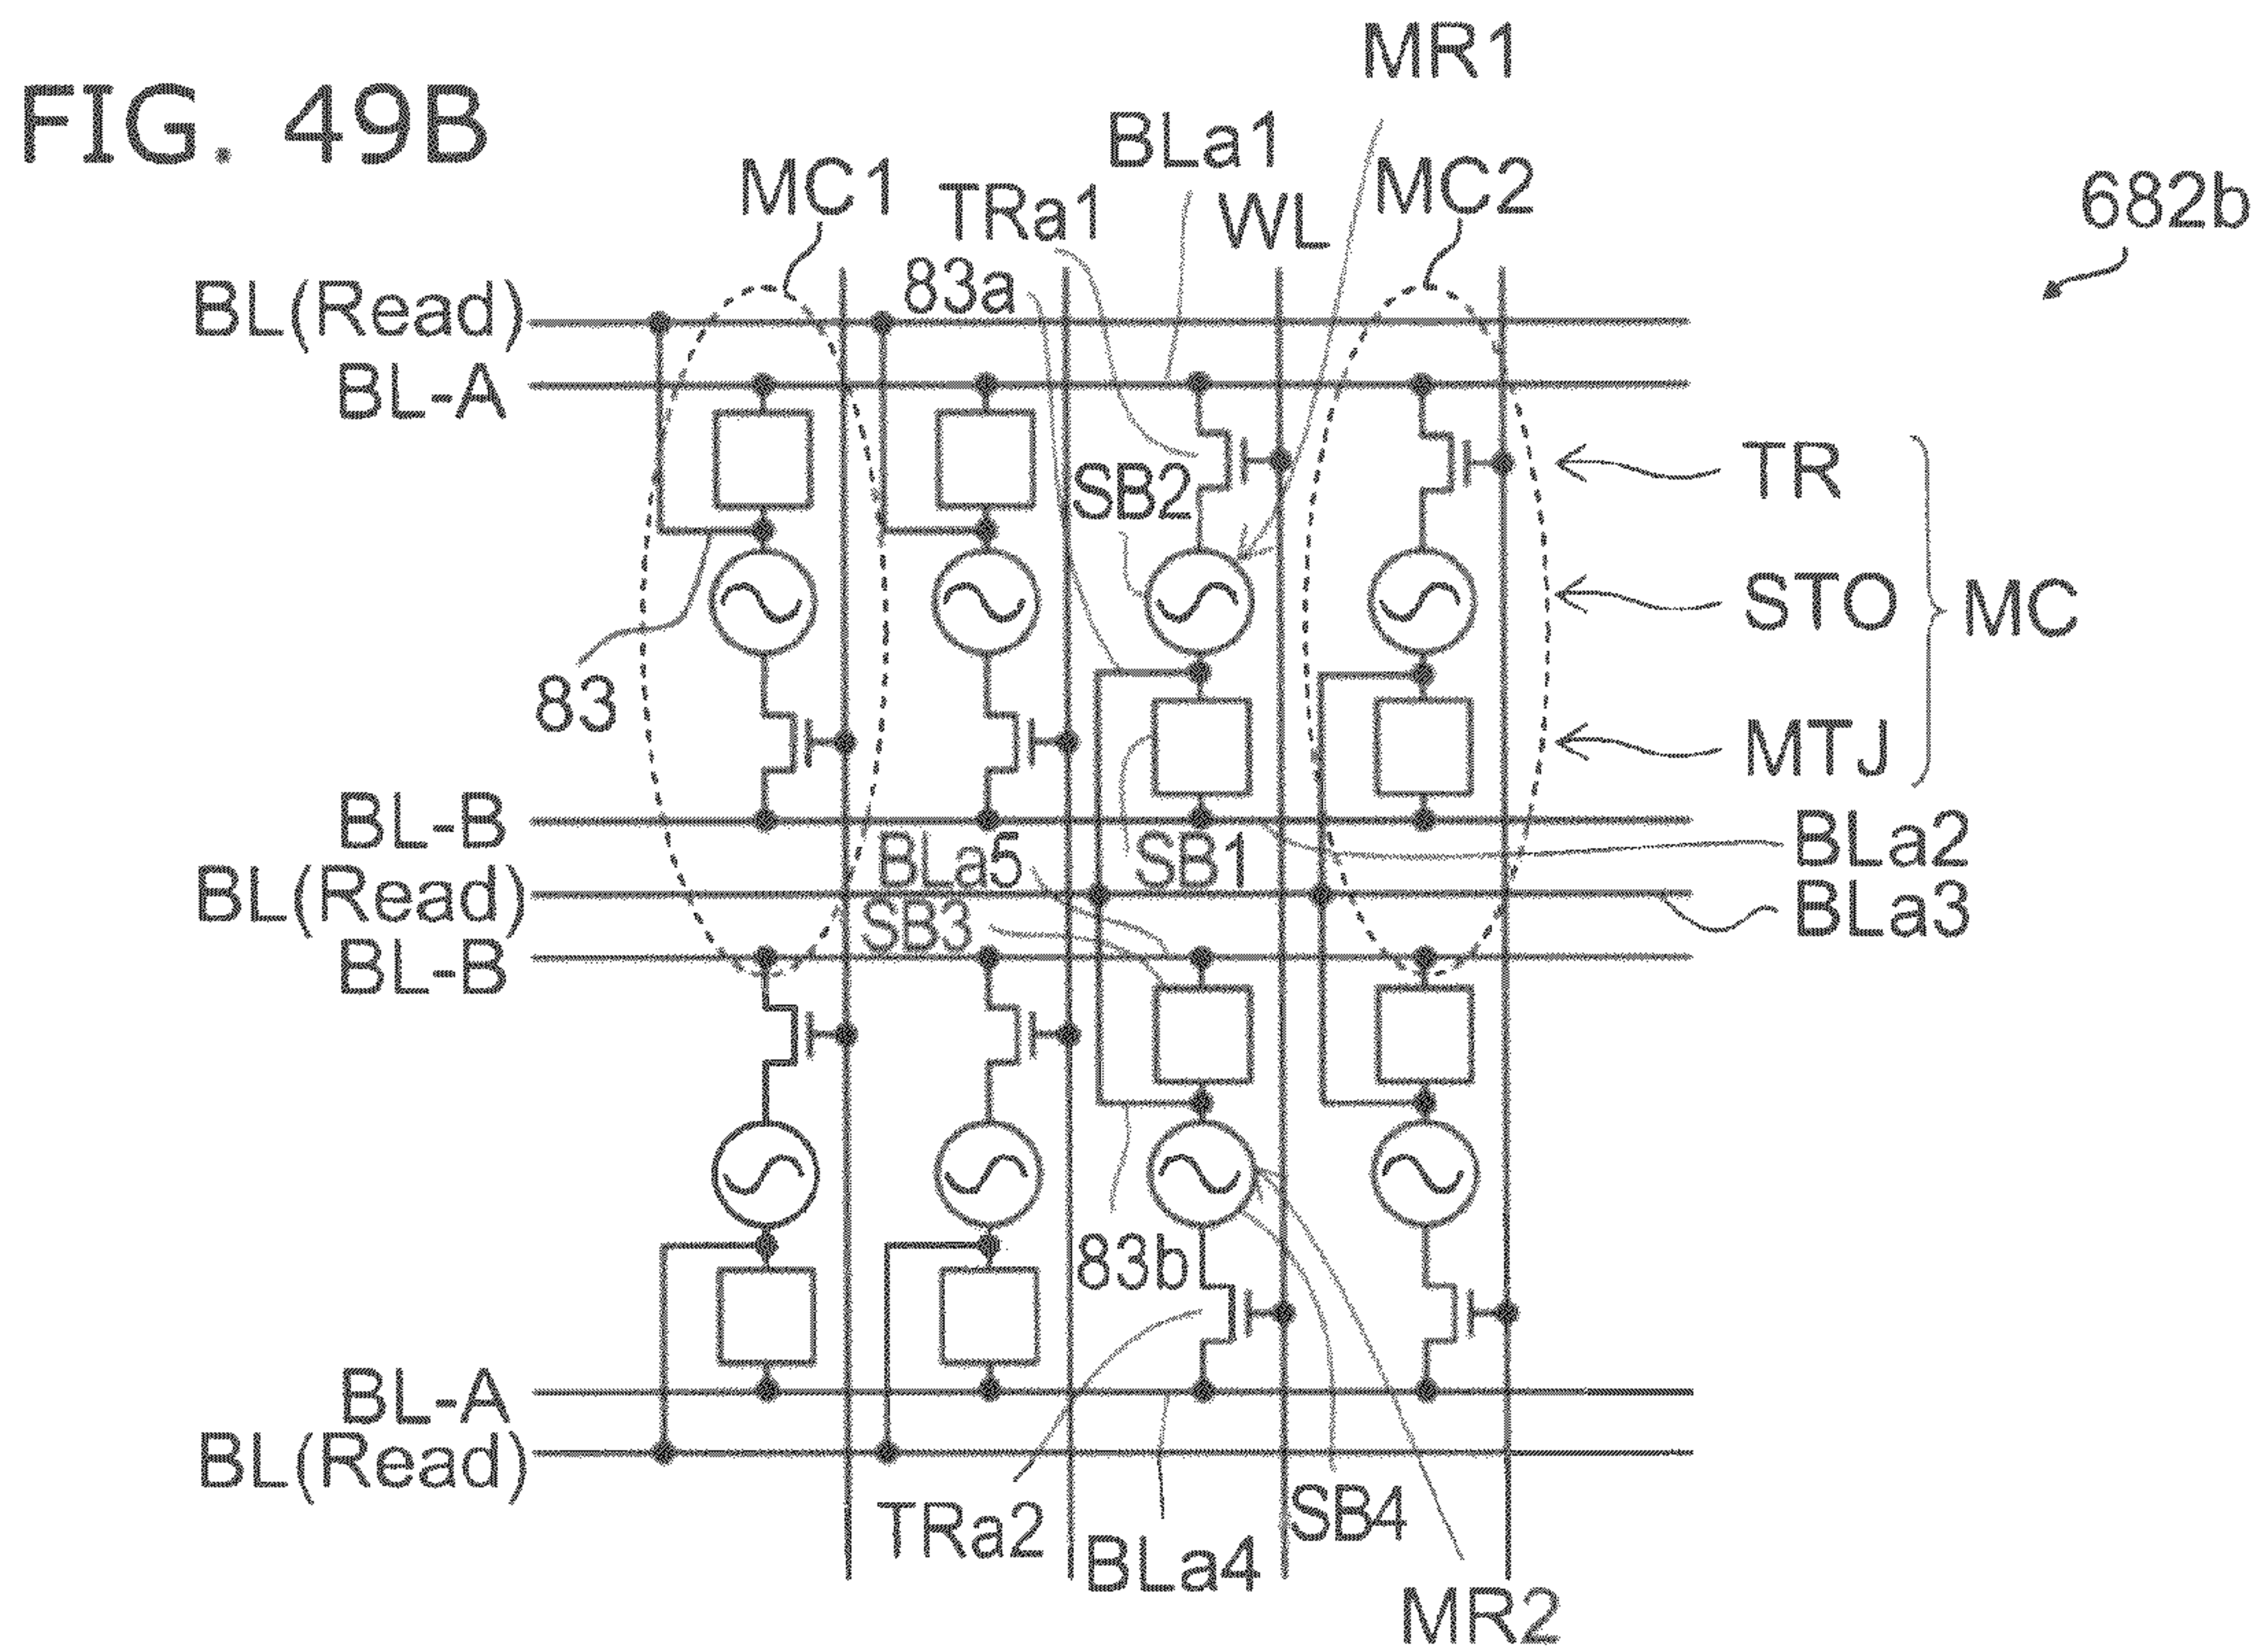 FIG. 49B
MR1
BLa1
MC1
TRa1
WL
MC2
682b
83a
BL(Read)
BL-A
TR
SB2
STO
MC
83
MTJ
BL-B
BLa5
SB1
BLa2
BL(Read)
BLa3
SB3
BL-B
83b
BL-A
BL(Read)
TRa2
SB4
BLa4
MR2